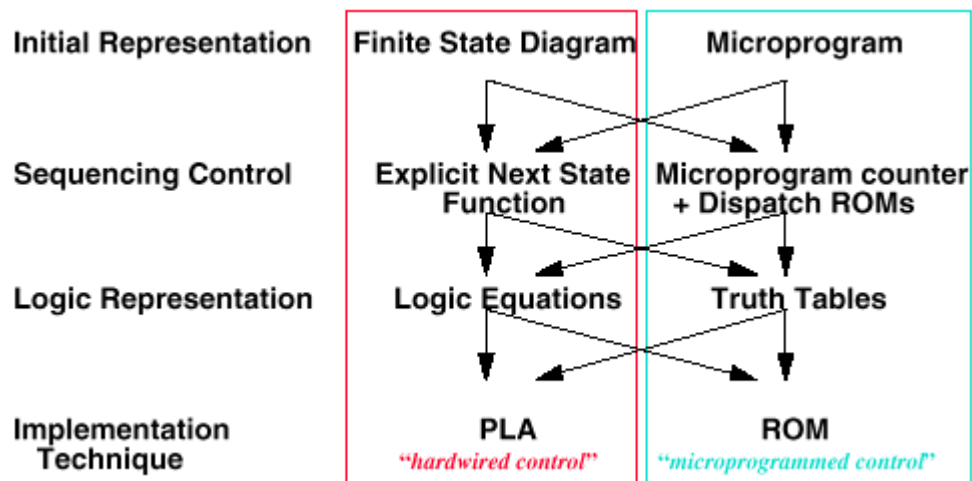 Initial Representation Finite State Diagram Microprogram
Sequencing Control Explicit Next State Microprogram counter
Function + Dispatch ROMs
Logic Representation Logic Equations Truth Tables
Implementation PLA ROM
Technique “hardwired control” “microprogrammed control”